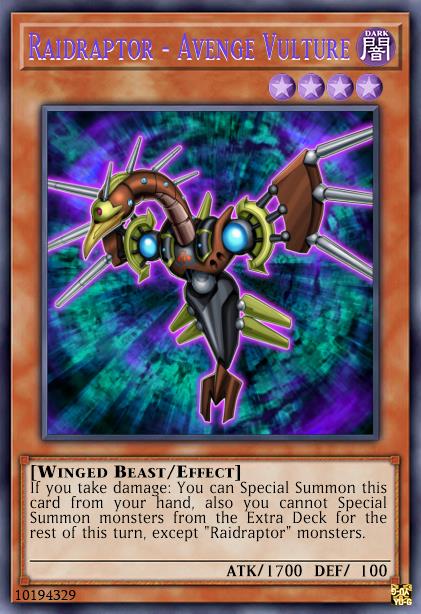 Raidraptor - Avenge Vulture
DARK
闇
[Winged Beast/Effect]
If you take damage: You can Special Summon this
card from your hand, also you cannot Special
Summon monsters from the Extra Deck for the
rest of this turn, except "Raidraptor" monsters.
ATK/1700 DEF/ 100
10194329